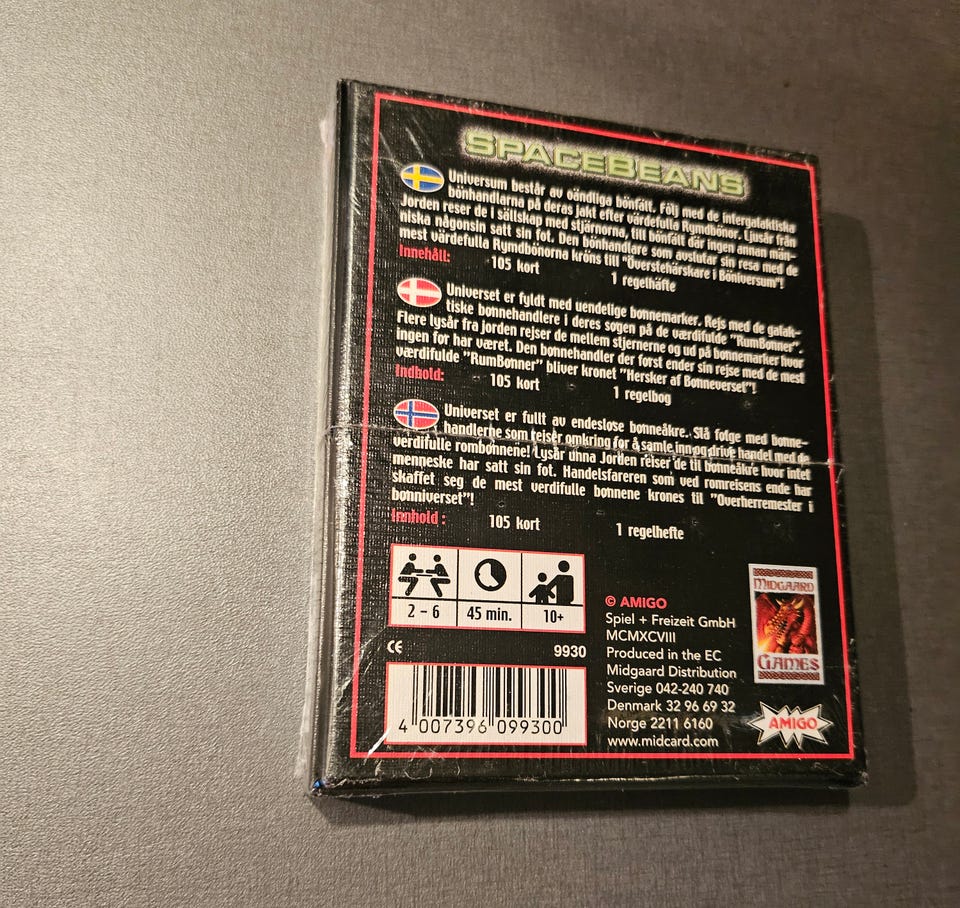 SPACEBEANS
Universum består av oändliga bönfält. Följ med de intergalaktiska
bönhandlarna på deras jakt efter värdefulla Rymdbönor. Ljusår från
Jorden reser de i sällskap med stjärnorna, till bönfält där ingen annan män-
niska någonsin satt sin fot. Den bönhandlare som avslutar sin resa med de
mest värdefulla Rymdbönorna kröns till "Överstehärskare i Böniversum"!
Innehåll: 105 kort 1 regelhäfte
Universet er fyldt med uendelige bønnemarker. Rejs med de galak-
tiske bønnehandlere i deres søgen på de værdifulde "RumBønner".
Flere lysår fra jorden rejser de mellem stjernerne og ud på bønnemarker hvor
ingen før har været. Den bønnehandler der først ender sin rejse med de mest
værdifulde "RumBønner" bliver kronet "Hersker af Bønneverset"!
Indhold: 105 kort 1 regelbog
Universet er fullt av endeløse bønneåkre. Slå følge med bønne-
handlerne som reiser omkring for å samle inn og drive handel med de
verdifulle rombønnene! Lysår unna Jorden reiser de til bønneåkre hvor intet
menneske har satt sin fot. Handelsfareren som ved romreisens ende har
skaffet seg de mest verdifulle bønnene krones til "Overherremester i
bønniverset"!
Innhold : 105 kort 1 regelhefte
2 – 6 45 min. 10+
CE 9930
4 007396 099300
© AMIGO
Spiel + Freizeit GmbH
MCMXCVIII
Produced in the EC
Midgaard Distribution
Sverige 042-240 740
Denmark 32 96 69 32
Norge 2211 6160
www.midcard.com
MIDGAARD
GAMES
AMIGO